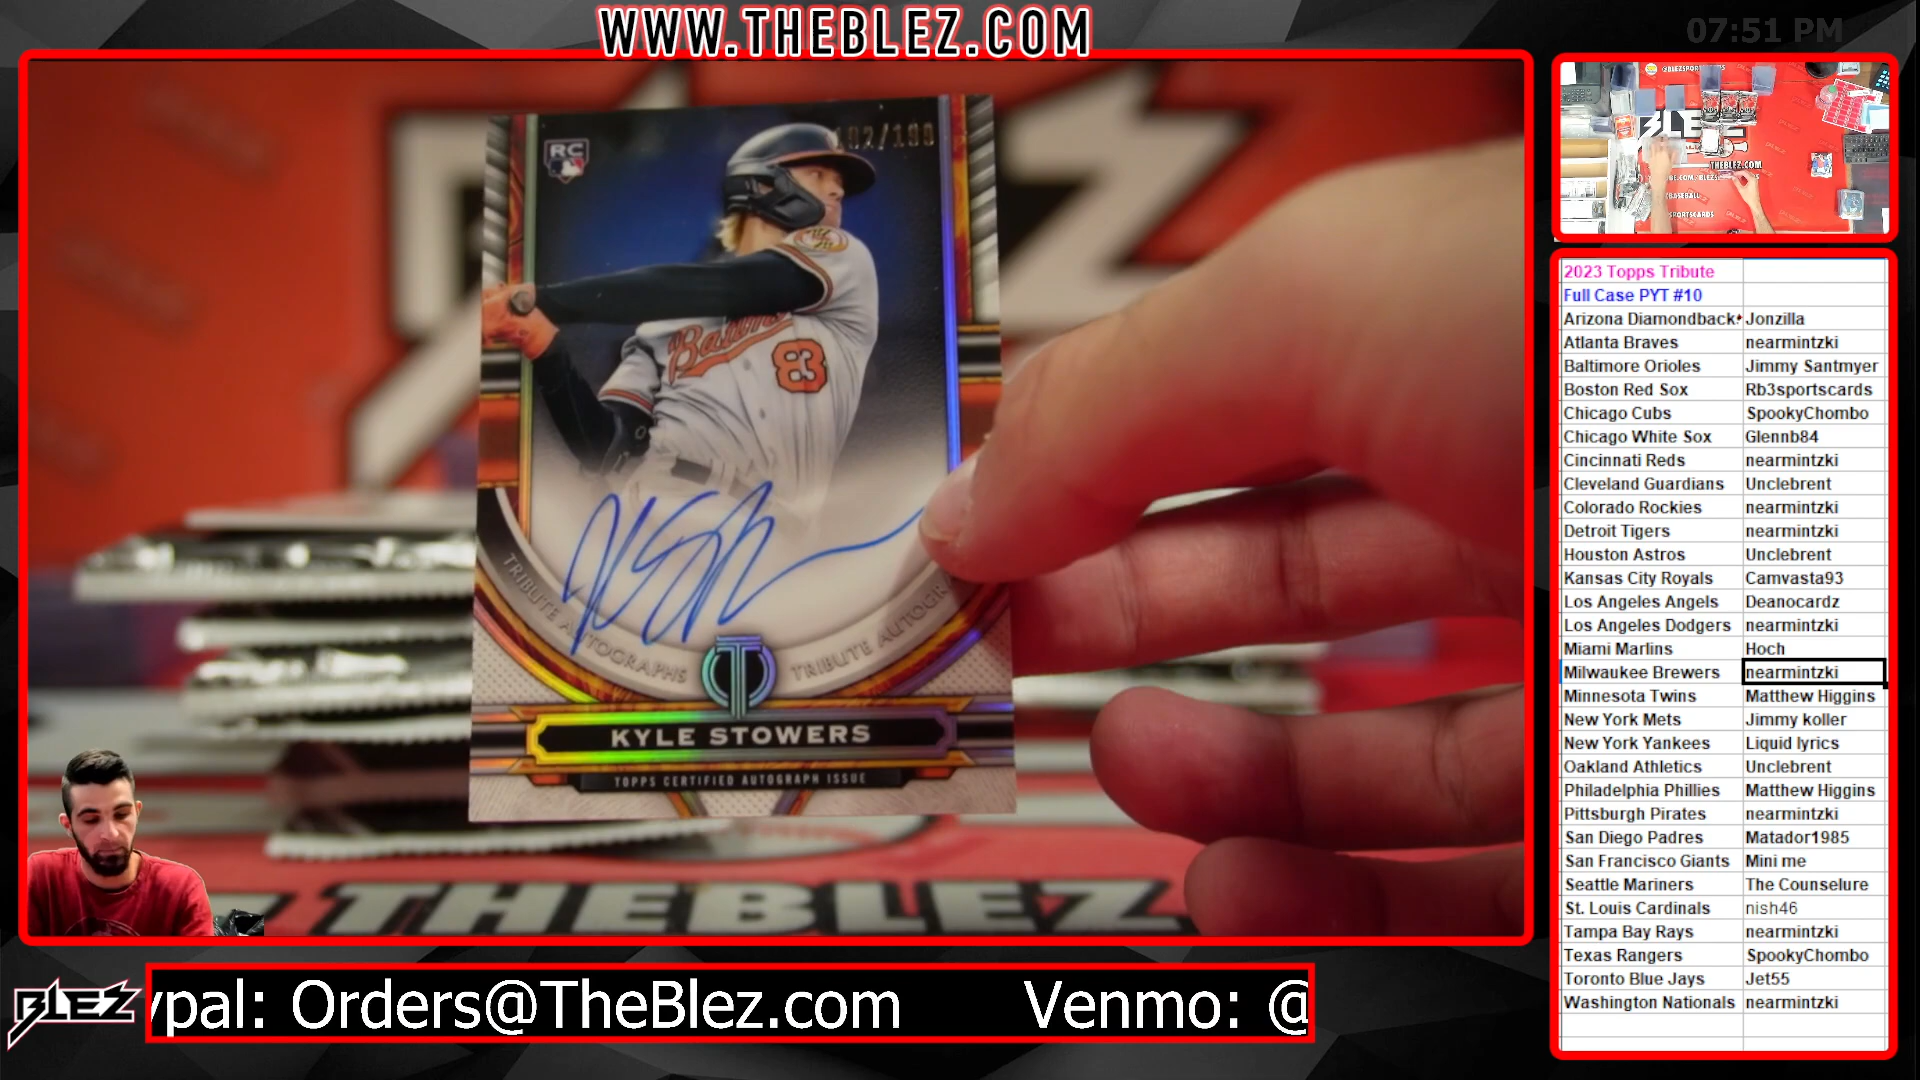 WWW.THEBLEZ.COM
07:51 PM
RC
/199
83
KYLE STOWERS
TRIBUTE AUTOGRAPHS
TRIBUTE
TOPPS CERTIFIED AUTOGRAPH ISSUE
THEBLEZ
BLEZ
THEBLEZ.COM
2023 Topps Tribute
Full Case PYT #10
Arizona Diamondback Jonzilla
Atlanta Braves nearmintzki
Baltimore Orioles Jimmy Santmyer
Boston Red Sox Rb3sportscards
Chicago Cubs SpookyChombo
Chicago White Sox Glennb84
Cincinnati Reds nearmintzki
Cleveland Guardians Unclebrent
Colorado Rockies nearmintzki
Detroit Tigers nearmintzki
Houston Astros Unclebrent
Kansas City Royals Camvasta93
Los Angeles Angels Deanocardz
Los Angeles Dodgers nearmintzki
Miami Marlins Hoch
Milwaukee Brewers nearmintzki
Minnesota Twins Matthew Higgins
New York Mets Jimmy koller
New York Yankees Liquid lyrics
Oakland Athletics Unclebrent
Philadelphia Phillies Matthew Higgins
Pittsburgh Pirates nearmintzki
San Diego Padres Matador1985
San Francisco Giants Mini me
Seattle Mariners The Counselure
St. Louis Cardinals nish46
Tampa Bay Rays nearmintzki
Texas Rangers SpookyChombo
Toronto Blue Jays Jet55
Washington Nationals nearmintzki
BLEZ
ypal: Orders@TheBlez.com Venmo: @